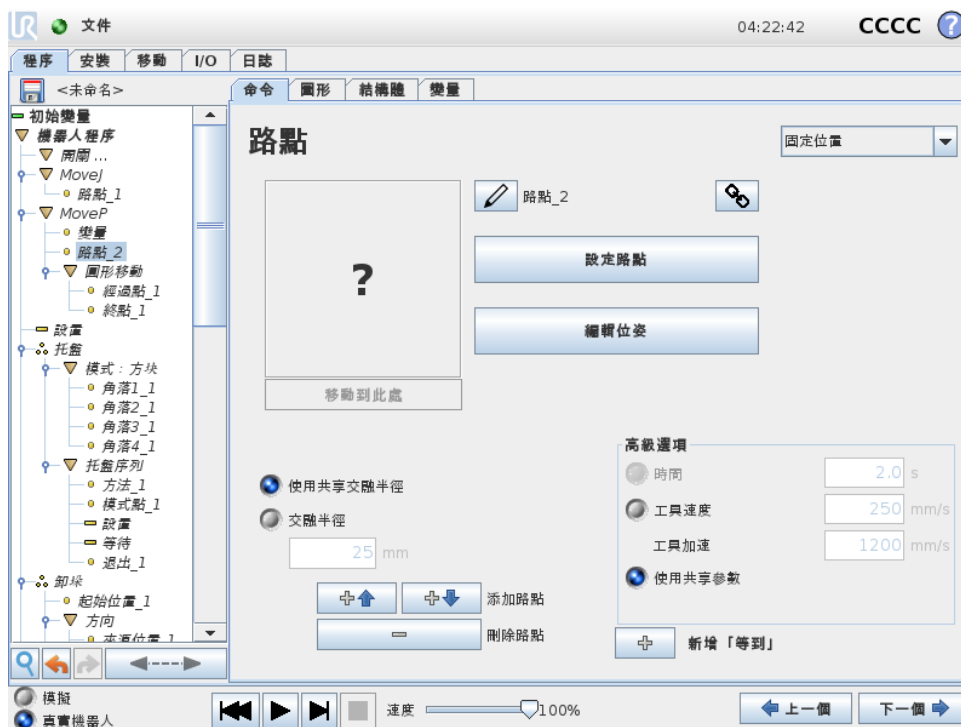 UR 文件 04:22:42 CCCC ?
程序 安裝 移動 I/O 日誌
<未命名> 命令 圖形 結構體 變量
初始變量
機器人程序
開關 ...
MoveJ
路點_1
MoveP
變量
路點_2
圓形移動
經過點_1
終點_1
設置
托盤
模式：方块
角落1_1
角落2_1
角落3_1
角落4_1
托盤序列
方法_1
模式點_1
設置
等待
退出_1
卸垛
起始位置_1
方向
來源位置_1
路點
固定位置
?
路點_2
設定路點
編輯位姿
移動到此處
使用共享交融半徑
交融半徑
25 mm
添加路點
刪除路點
高級選項
時間 2.0 s
工具速度 250 mm/s
工具加速 1200 mm/s
使用共享參數
新增「等到」
模擬
真實機器人
速度 100%
上一個 下一個